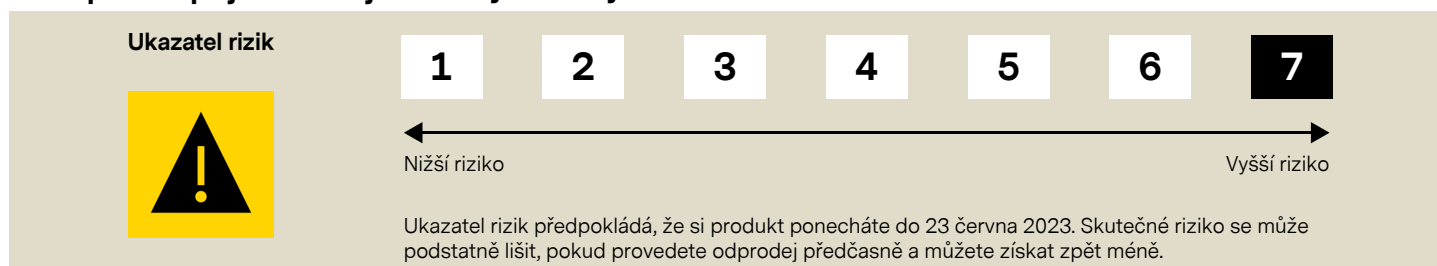 Ukazatel rizik
1 2 3 4 5 6 7
Nižší riziko Vyšší riziko
Ukazatel rizik předpokládá, že si produkt ponecháte do 23 června 2023. Skutečné riziko se může
podstatně lišit, pokud provedete odprodej předčasně a můžete získat zpět méně.